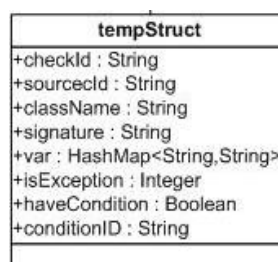 tempStruct
+checkId : String
+sourcecId : String
+className : String
+signature : String
+var : HashMap<String,String>
+isException : Integer
+haveCondition : Boolean
+conditionID : String